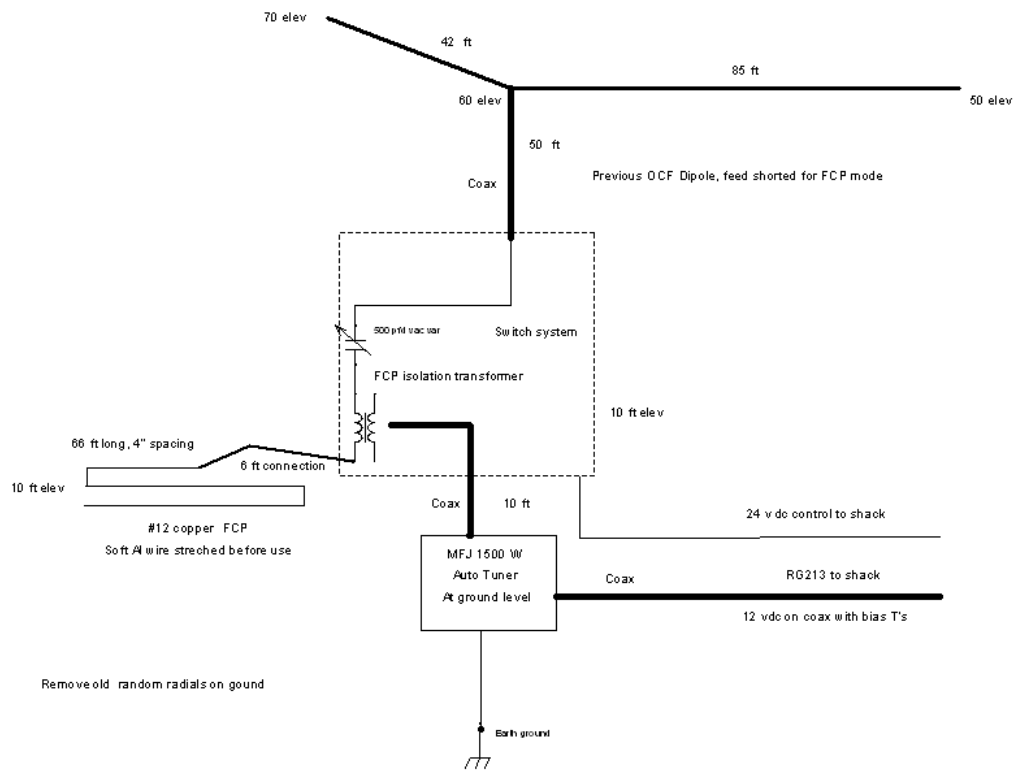 70 elev
42 ft
85 ft
60 elev
50 elev
50 ft
Previous OCF Dipole, feed shorted for FCP mode
Coax
500 pfd vac var
Switch system
FCP isolation transformer
10 ft elev
66 ft long, 4" spacing
6 ft connection
10 ft elev
Coax
10 ft
#12 copper FCP
Soft Al wire streched before use
24 v dc control to shack
MFJ 1500 W
Auto Tuner
At ground level
Coax
RG213 to shack
12 vdc on coax with bias T's
Remove old random radials on gound
Earth ground